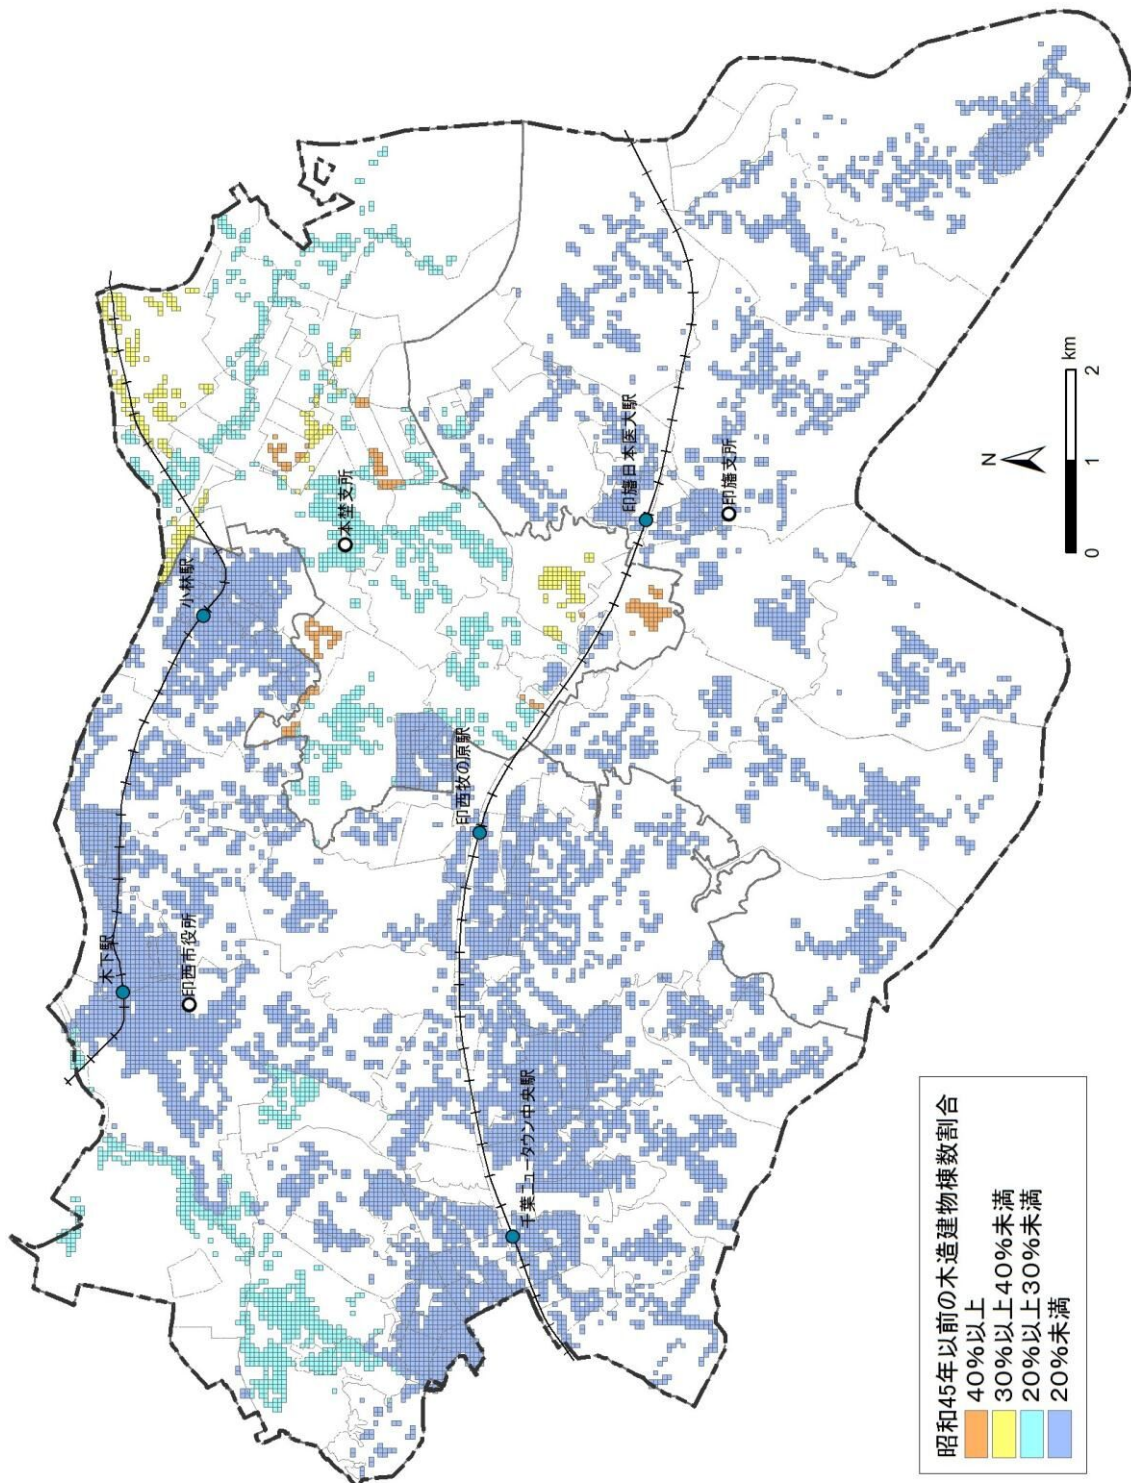 木下駅
印西市役所
小林駅
本埜支所
印西牧の原駅
千葉ニュータウン中央駅
印旛日本医大駅
印旛支所
N
0 1 2 km
昭和45年以前の木造建物棟数割合
40%以上
30%以上40%未満
20%以上30%未満
20%未満